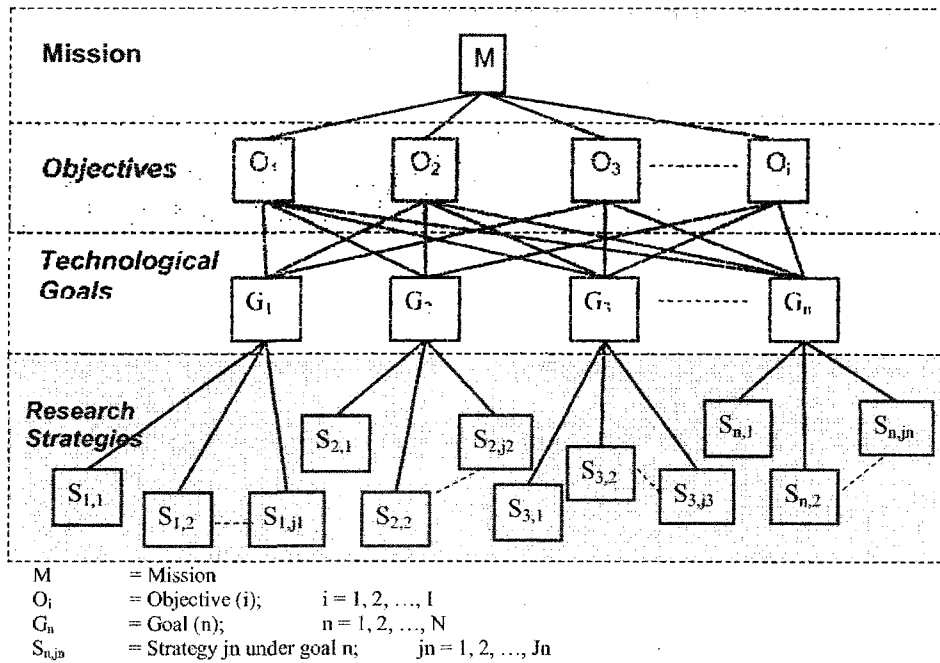 Mission
M
Objectives
O₁ O₂ O₃ Oᵢ
Technological
Goals
G₁ G₂ G₃ Gₙ
Research
Strategies
S₂,₁ S₂,j2 Sₙ,₁ Sₙ,jn
S₁,₁ S₁,₂ S₁,j1 S₂,₂ S₃,₁ S₃,₂ S₃,j3 Sₙ,₂
M = Mission
Oᵢ = Objective (i); i = 1, 2, ..., I
Gₙ = Goal (n); n = 1, 2, ..., N
Sₙ,jn = Strategy jn under goal n; jn = 1, 2, ..., Jn